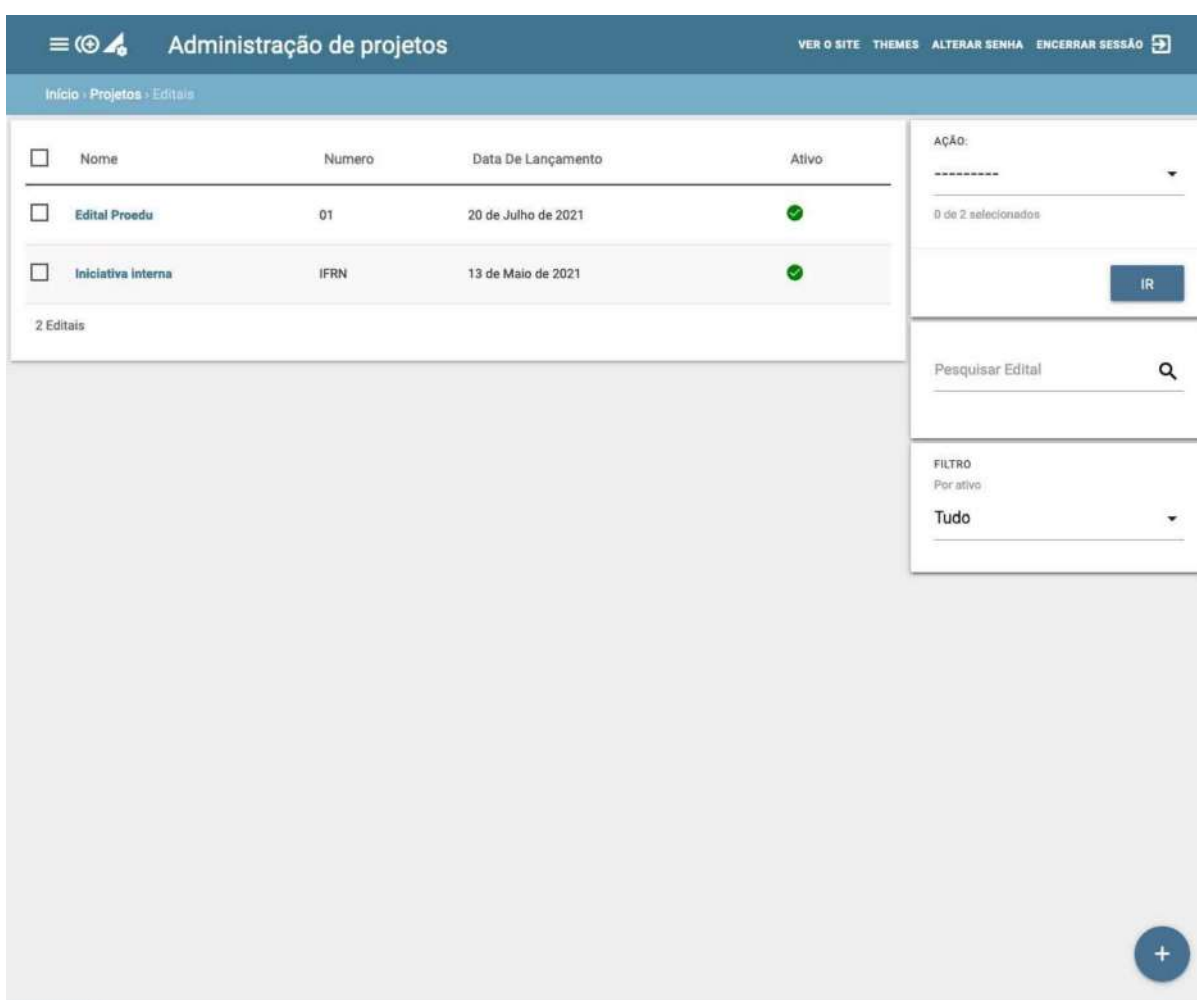 Administração de projetos
VER O SITE THEMES ALTERAR SENHA ENCERRAR SESSÃO
Início › Projetos › Editais
Nome Numero Data De Lançamento Ativo
Edital Proedu 01 20 de Julho de 2021
Iniciativa interna IFRN 13 de Maio de 2021
2 Editais
AÇÃO:
---------
0 de 2 selecionados
IR
Pesquisar Edital
FILTRO
Por ativo
Tudo